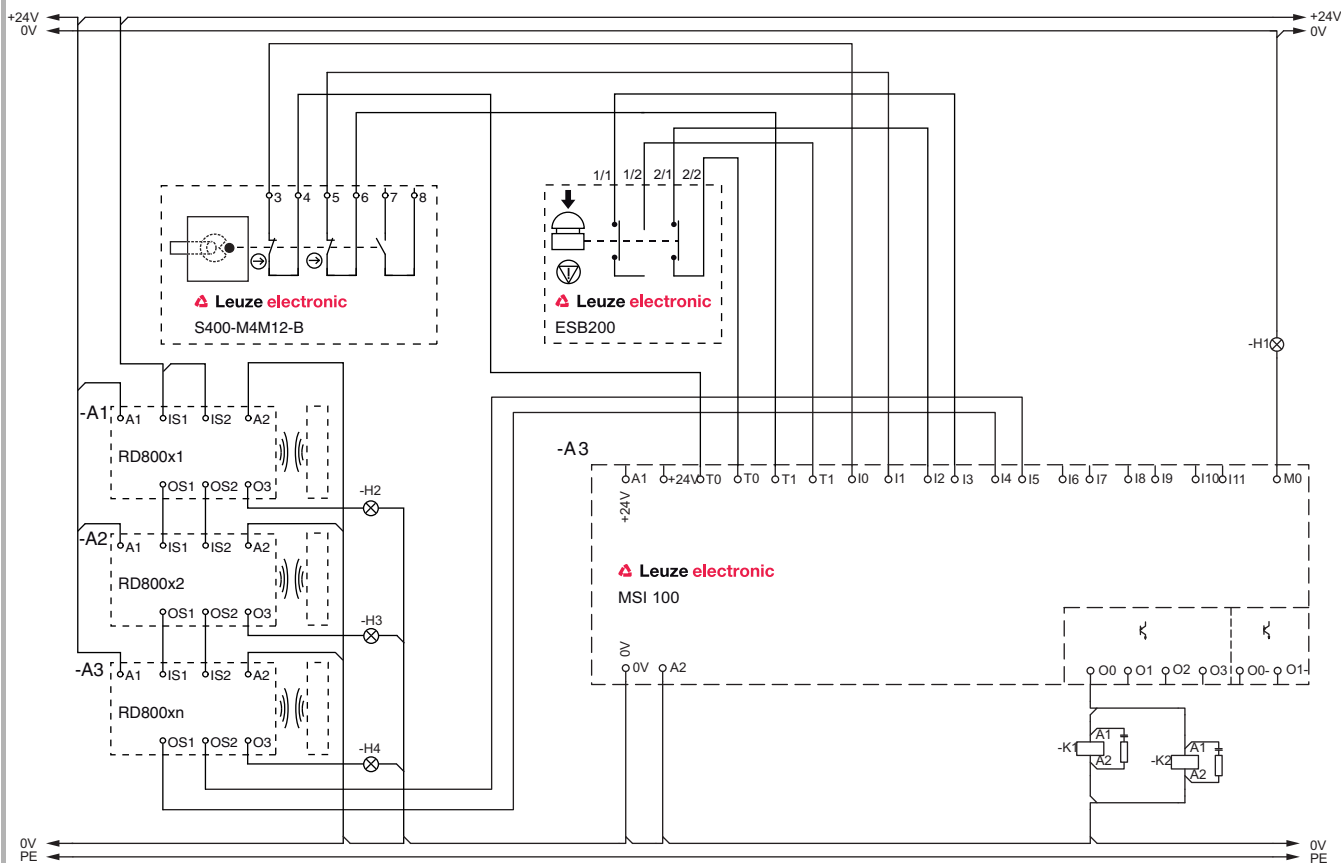 +24V +24V
0V 0V
1/1 1/2 2/1 2/2
3 4 5 6 7 8
Leuze electronic
S400-M4M12-B
Leuze electronic
ESB200
-H1
-A1
A1 IS1 IS2 A2
RD800x1
OS1 OS2 O3
-H2
-A2
A1 IS1 IS2 A2
RD800x2
OS1 OS2 O3
-H3
-A3
A1 IS1 IS2 A2
RD800xn
OS1 OS2 O3
-H4
-A3
A1 +24V T0 T0 T1 T1 I0 I1 I2 I3 I4 I5 I6 I7 I8 I9 I10 I11 M0
+24V
Leuze electronic
MSI 100
0V
0V A2
O0 O1 O2 O3 O0- O1-
-K1 A1 A2
-K2 A1 A2
0V 0V
PE PE